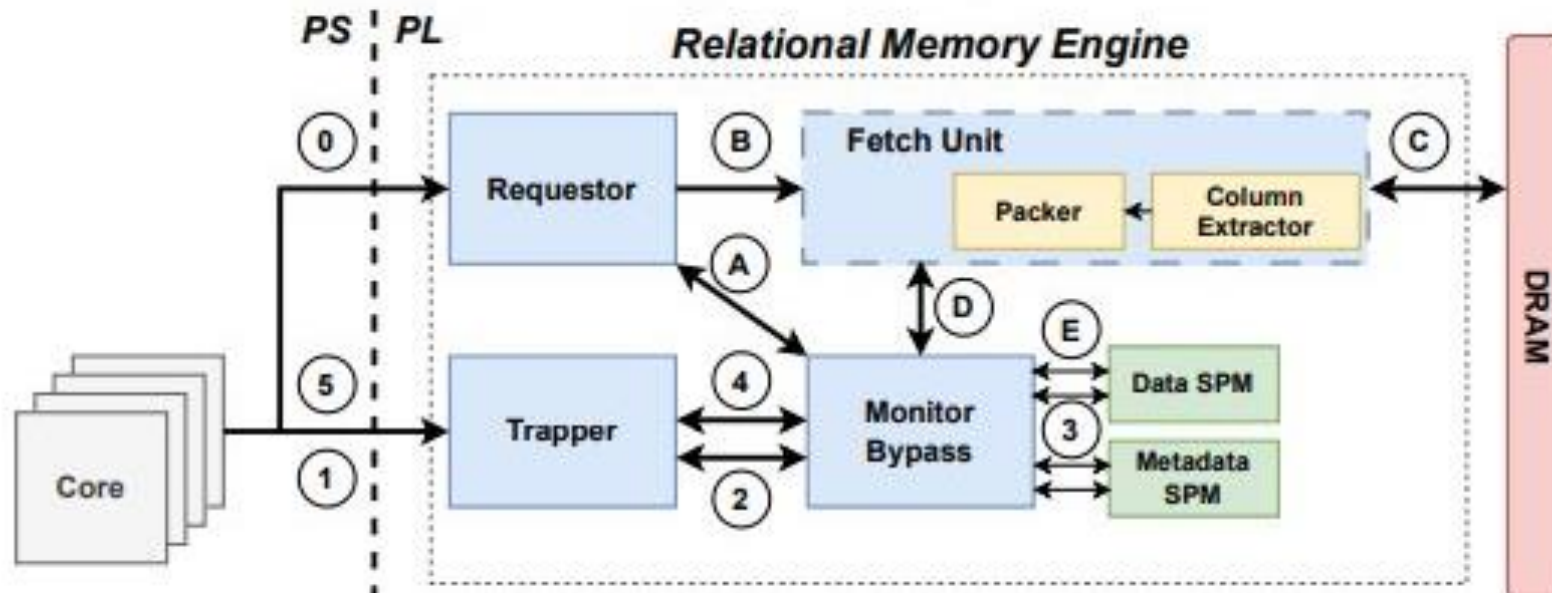 PS PL
Relational Memory Engine
0
B
C
Fetch Unit
Requestor
Packer
Column
Extractor
A
D
DRAM
E
5
4
Data SPM
Trapper
Monitor
Bypass
3
Core
1
2
Metadata
SPM